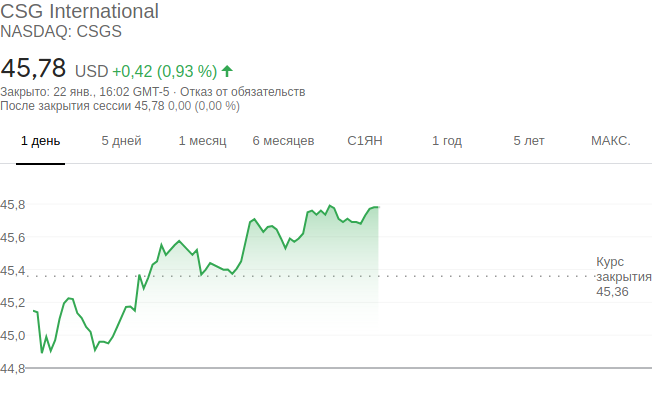 CSG International
NASDAQ: CSGS
45,78 USD +0,42 (0,93 %)
Закрыто: 22 янв., 16:02 GMT-5 · Отказ от обязательств
После закрытия сессии 45,78 0,00 (0,00 %)
1 день 5 дней 1 месяц 6 месяцев С1ЯН 1 год 5 лет МАКС.
45,8
45,6
45,4
45,2
45,0
44,8
Курс
закрытия
45,36